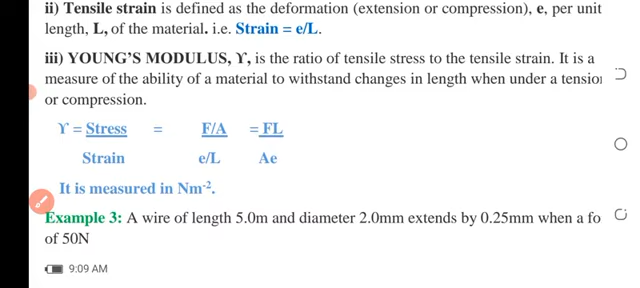 ii) Tensile strain is defined as the deformation (extension or compression), e, per unit
length, L, of the material. i.e. Strain = e/L.
iii) YOUNG'S MODULUS, ϒ, is the ratio of tensile stress to the tensile strain. It is a
measure of the ability of a material to withstand changes in length when under a tension
or compression.
ϒ = Stress = F/A = FL
Strain e/L Ae
It is measured in Nm⁻².
Example 3: A wire of length 5.0m and diameter 2.0mm extends by 0.25mm when a fo
of 50N
9:09 AM